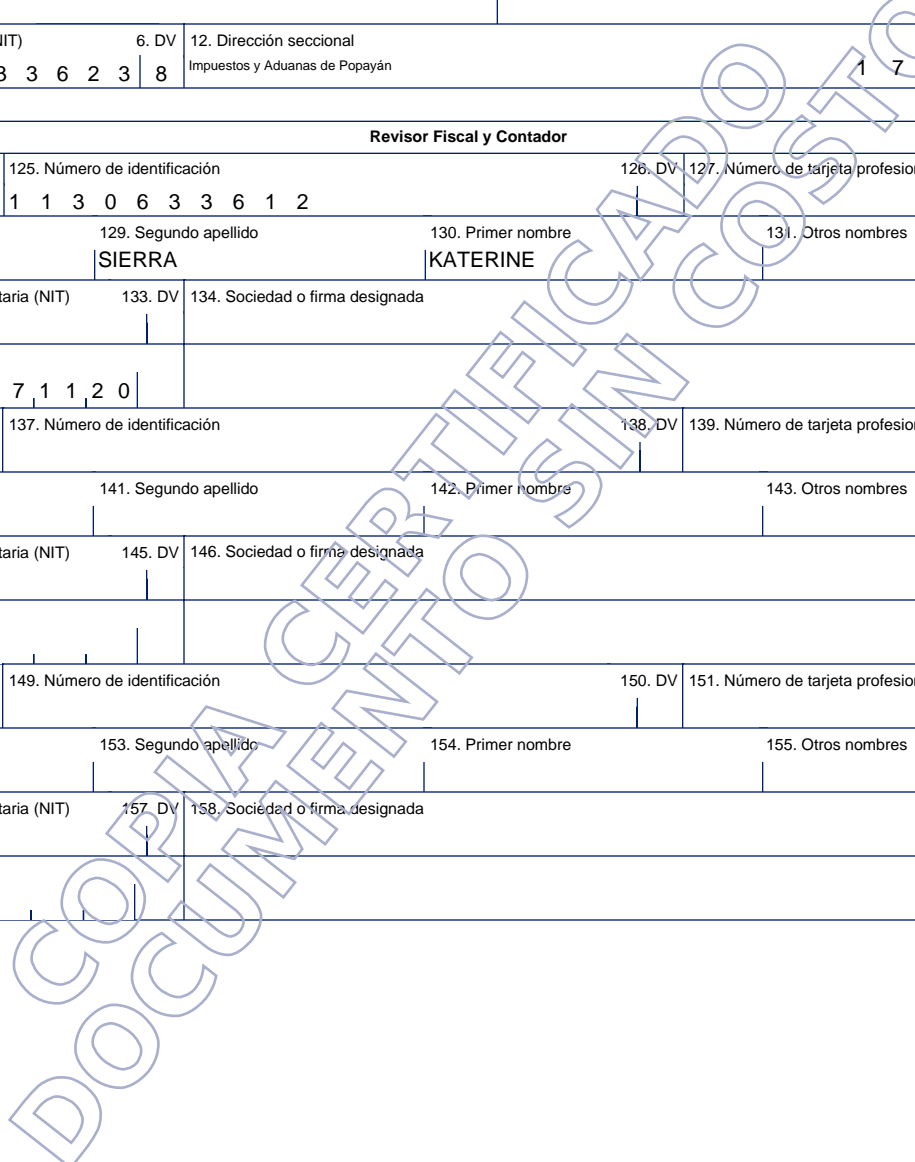 IT) 6. DV 12. Dirección seccional
3 3 6 2 3 8 Impuestos y Aduanas de Popayán 1 7
Revisor Fiscal y Contador
125. Número de identificación 126. DV 127. Número de tarjeta profesion
1 1 3 0 6 3 3 6 1 2
129. Segundo apellido 130. Primer nombre 131. Otros nombres
SIERRA KATERINE
taria (NIT) 133. DV 134. Sociedad o firma designada
7 1 1 2 0
137. Número de identificación 138. DV 139. Número de tarjeta profesion
141. Segundo apellido 142. Primer nombre 143. Otros nombres
taria (NIT) 145. DV 146. Sociedad o firma designada
149. Número de identificación 150. DV 151. Número de tarjeta profesion
153. Segundo apellido 154. Primer nombre 155. Otros nombres
taria (NIT) 157. DV 158. Sociedad o firma designada
COPIA CERTIFICADO
DOCUMENTO SIN COSTO